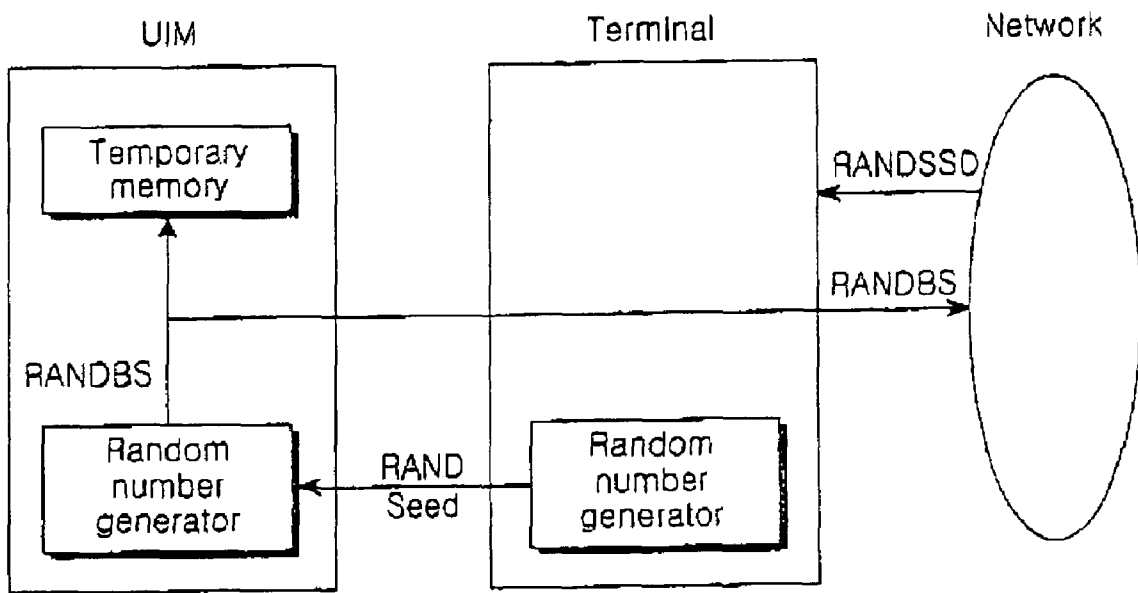 UIM
Terminal
Network
Temporary
memory
RANDSSD
RANDBS
RANDBS
Random
number
generator
RAND
Seed
Random
number
generator